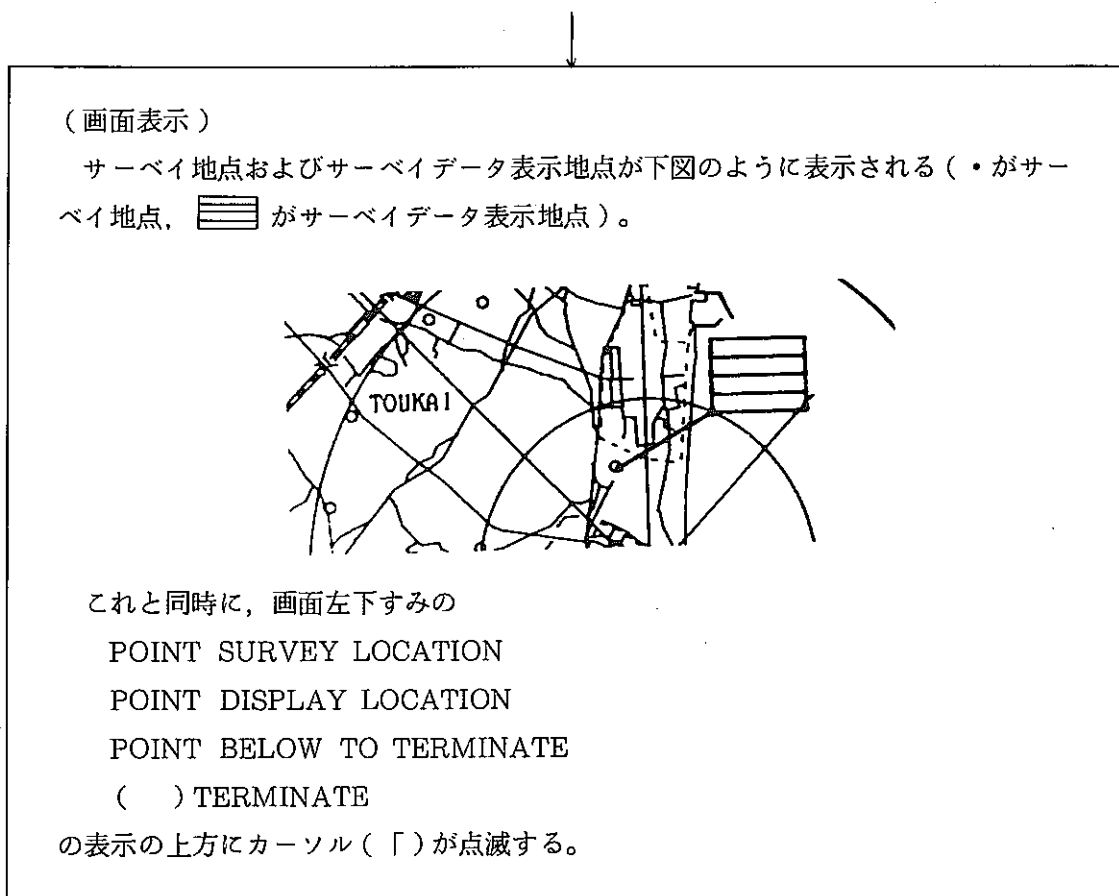 (画面表示)
サーベイ地点およびサーベイデータ表示地点が下図のように表示される(・がサー
ベイ地点, がサーベイデータ表示地点)。
TOUKAI
これと同時に,画面左下すみの
POINT SURVEY LOCATION
POINT DISPLAY LOCATION
POINT BELOW TO TERMINATE
( ) TERMINATE
の表示の上方にカーソル(「)が点滅する。